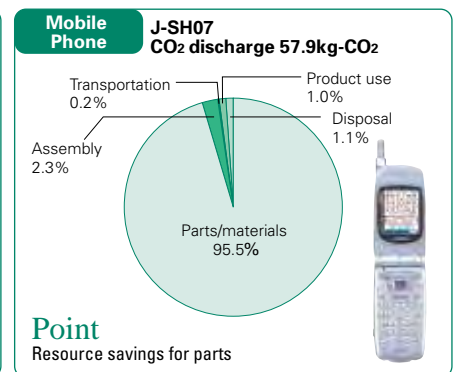 Mobile
Phone
J-SH07
CO2 discharge 57.9kg-CO2
Transportation
0.2%
Product use
1.0%
Disposal
1.1%
Assembly
2.3%
Parts/materials
95.5%
Point
Resource savings for parts